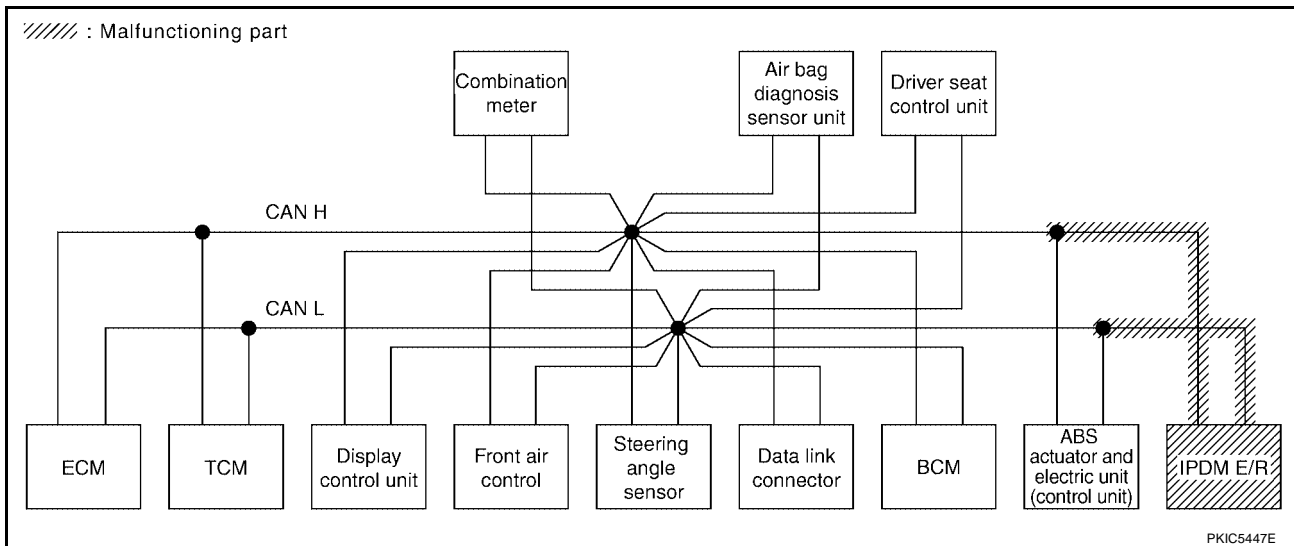 : Malfunctioning part
Combination
meter
Air bag
diagnosis
sensor unit
Driver seat
control unit
CAN H
CAN L
ECM
TCM
Display
control unit
Front air
control
Steering
angle
sensor
Data link
connector
BCM
ABS
actuator and
electric unit
(control unit)
IPDM E/R
PKIC5447E